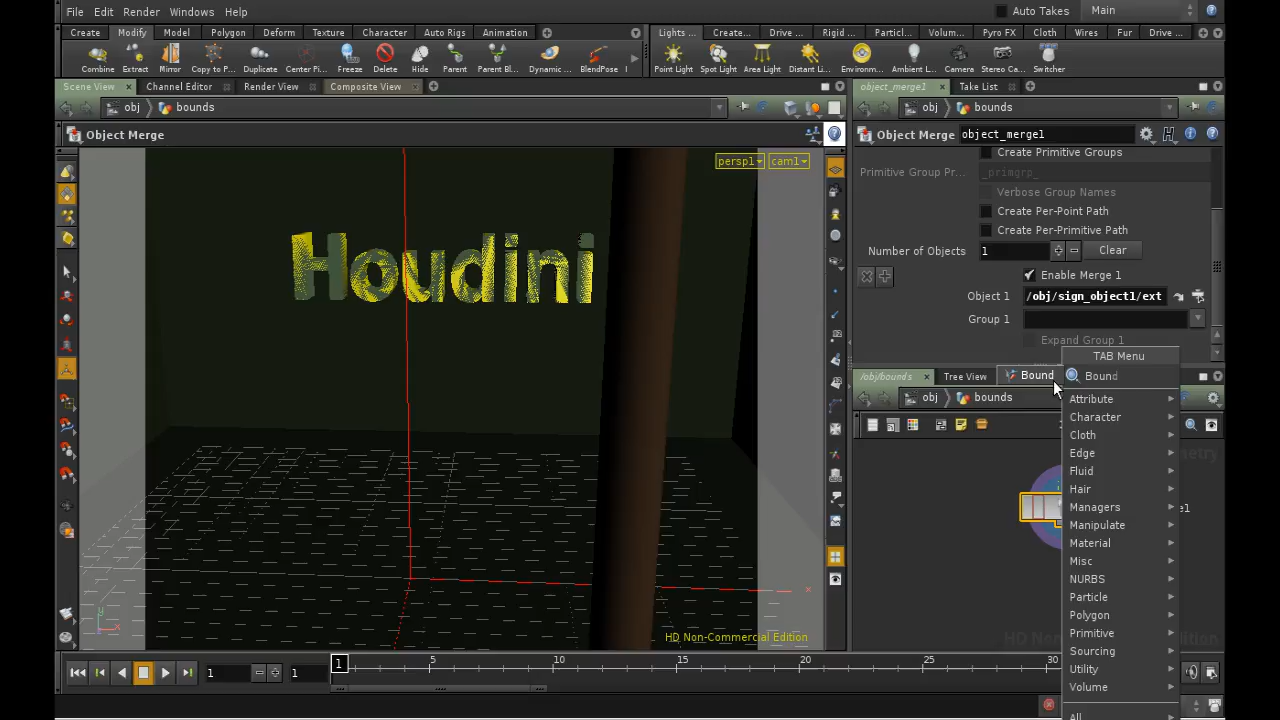 File Edit Render Windows Help Auto Takes Main
Create Modify Model Polygon Deform Texture Character Auto Rigs Animation Lights ... Create... Drive ... Rigid ... Particl... Volum... Pyro FX Cloth Wires Fur Drive ...
Combine Extract Mirror Copy to P... Duplicate Center Pi... Freeze Delete Hide Parent Parent Bl... Dynamic ... BlendPose Point Light Spot Light Area Light Distant Li... Environm... Ambient L... Camera Stereo Ca... Switcher
Scene View Channel Editor Render View Composite View object_merge1 Take List
obj bounds obj bounds
Object Merge Object Merge object_merge1
persp1 cam1
Create Primitive Groups
Primitive Group Pr... _primgrp_
Verbose Group Names
Create Per-Point Path
Create Per-Primitive Path
Number of Objects 1 Clear
Enable Merge 1
Object 1 /obj/sign_object1/ext
Group 1
Expand Group 1
Houdini
TAB Menu
/obj/bounds Tree View Bound Bound
obj bounds
Attribute
Character
Cloth
Edge
Fluid
Hair
Managers
Manipulate
Material
Misc
NURBS
Particle
Polygon
Primitive
Sourcing
Utility
Volume
All
y
x
x
HD Non-Commercial Edition
1 1 1 5 10 15 20 25 30